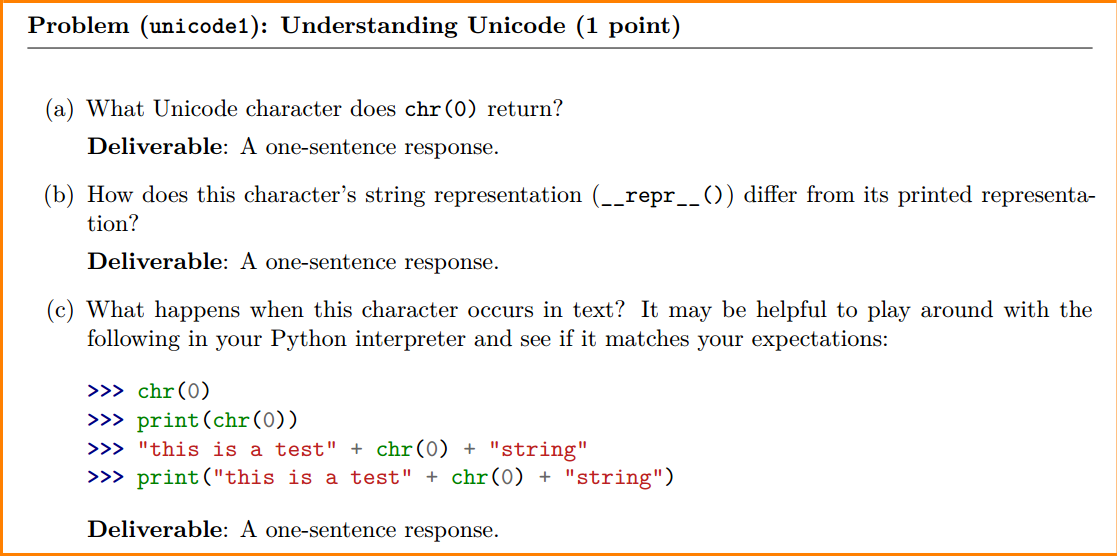 Problem (unicode1): Understanding Unicode (1 point)
(a) What Unicode character does chr(0) return?
Deliverable: A one-sentence response.
(b) How does this character’s string representation (__repr__()) differ from its printed representa-
tion?
Deliverable: A one-sentence response.
(c) What happens when this character occurs in text? It may be helpful to play around with the
following in your Python interpreter and see if it matches your expectations:
>>> chr(0)
>>> print(chr(0))
>>> "this is a test" + chr(0) + "string"
>>> print("this is a test" + chr(0) + "string")
Deliverable: A one-sentence response.